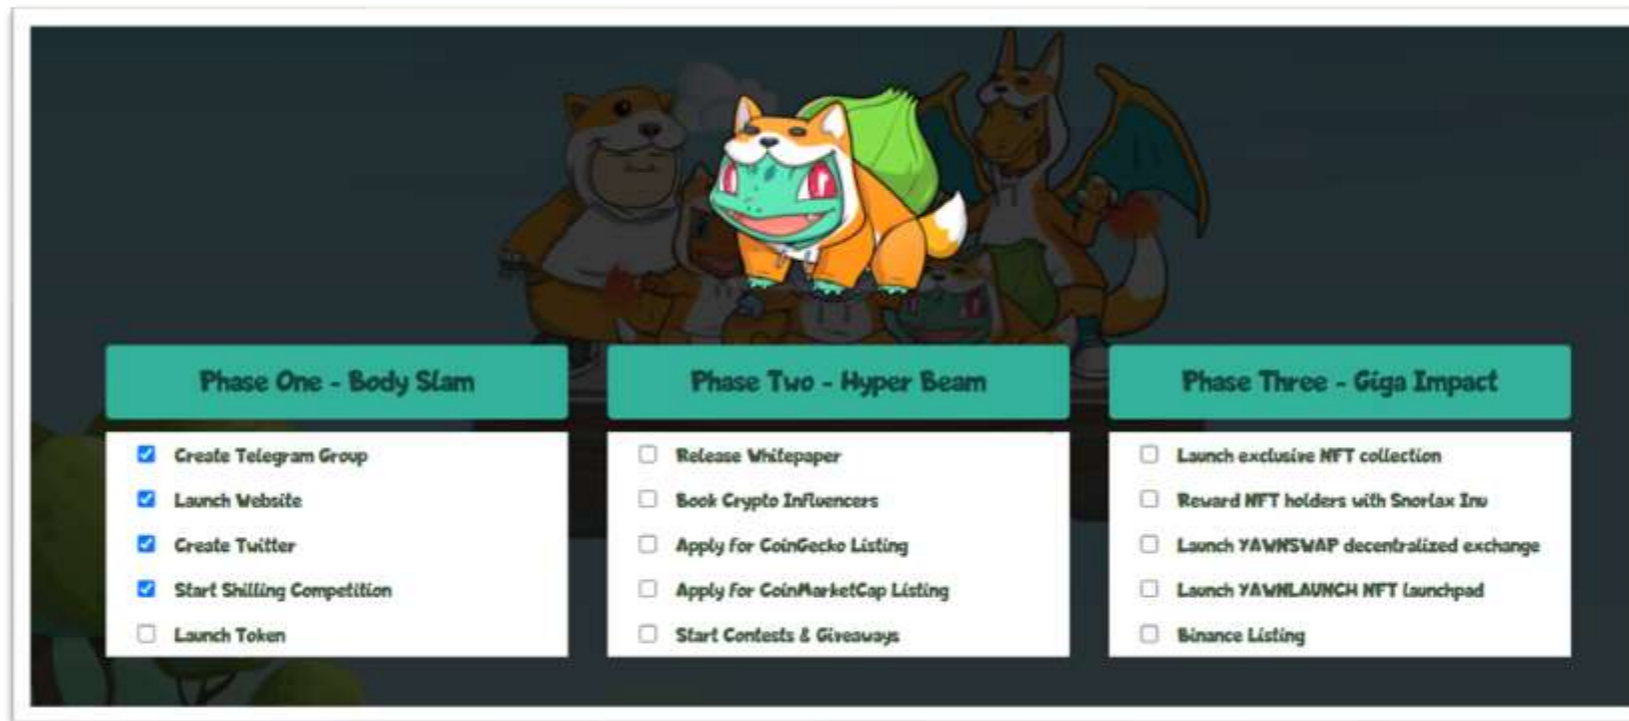 Phase One - Body Slam
Create Telegram Group
Launch Website
Create Twitter
Start Shilling Competition
Launch Token
Phase Two - Hyper Beam
Release Whitepaper
Book Crypto Influencers
Apply for CoinGecko Listing
Apply for CoinMarketCap Listing
Start Contests & Giveaways
Phase Three - Giga Impact
Launch exclusive NFT collection
Reward NFT holders with Snorlax Inu
Launch YAWNSWAP decentralized exchange
Launch YAWNLAUNCH NFT launchpad
Binance Listing